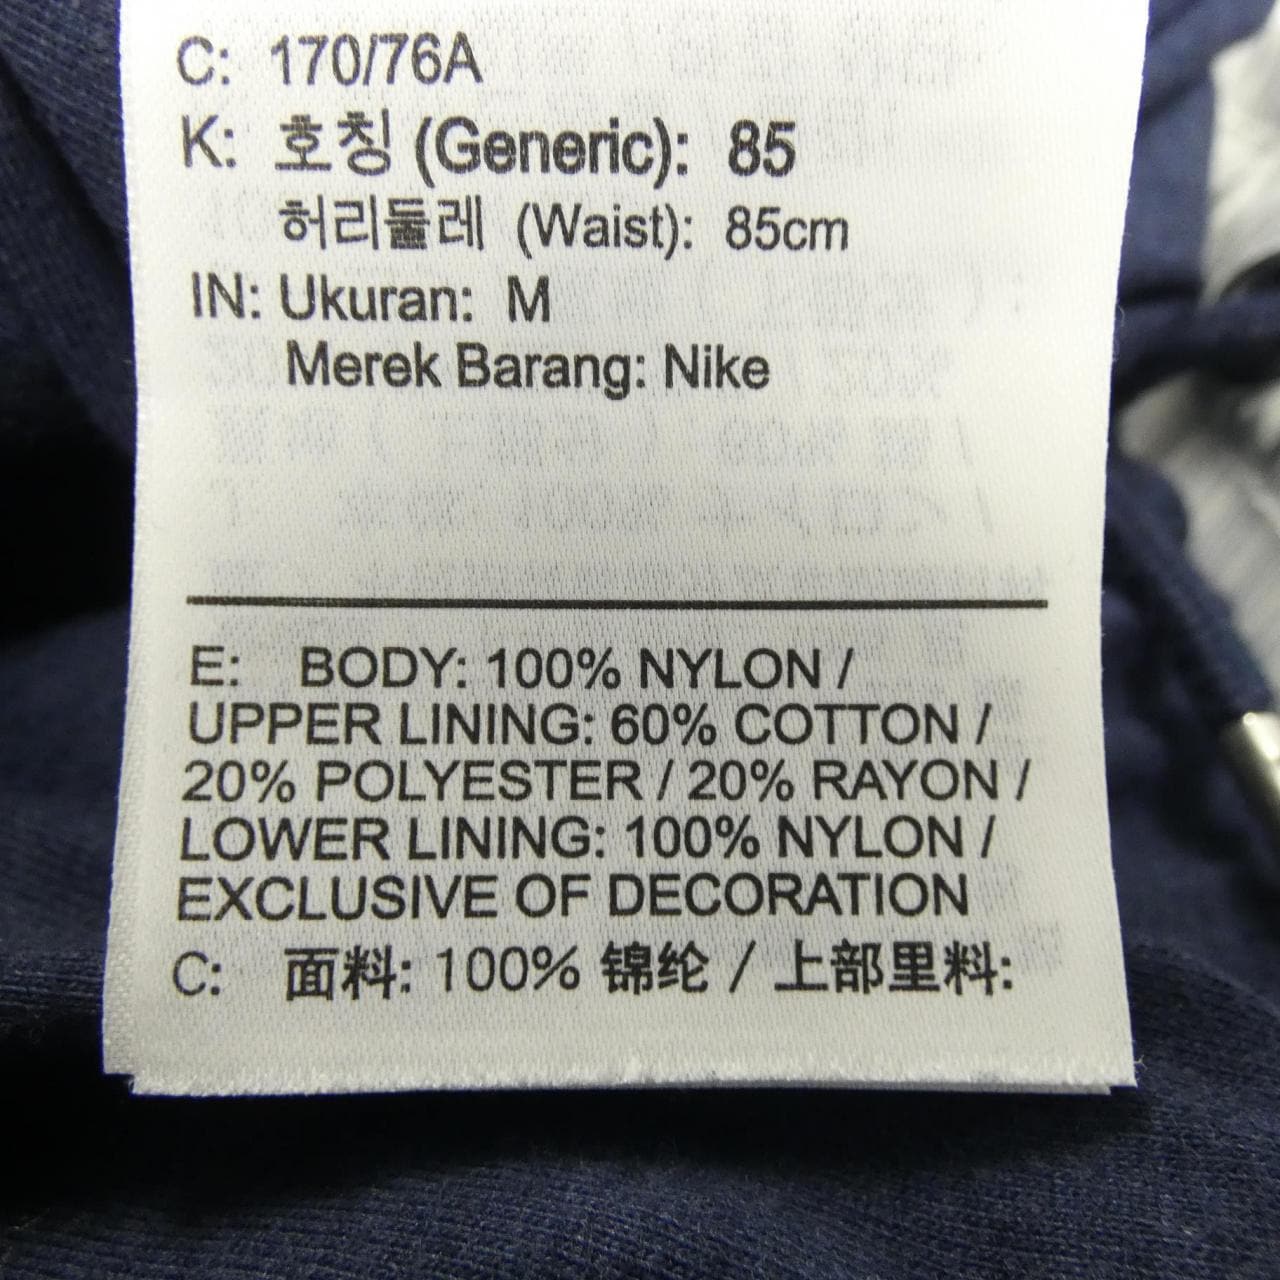 C: 170/76A
K: 호칭 (Generic): 85
허리둘레 (Waist): 85cm
IN: Ukuran: M
Merek Barang: Nike
E: BODY: 100% NYLON /
UPPER LINING: 60% COTTON /
20% POLYESTER / 20% RAYON /
LOWER LINING: 100% NYLON /
EXCLUSIVE OF DECORATION
C: 面料: 100% 锦纶 / 上部里料: